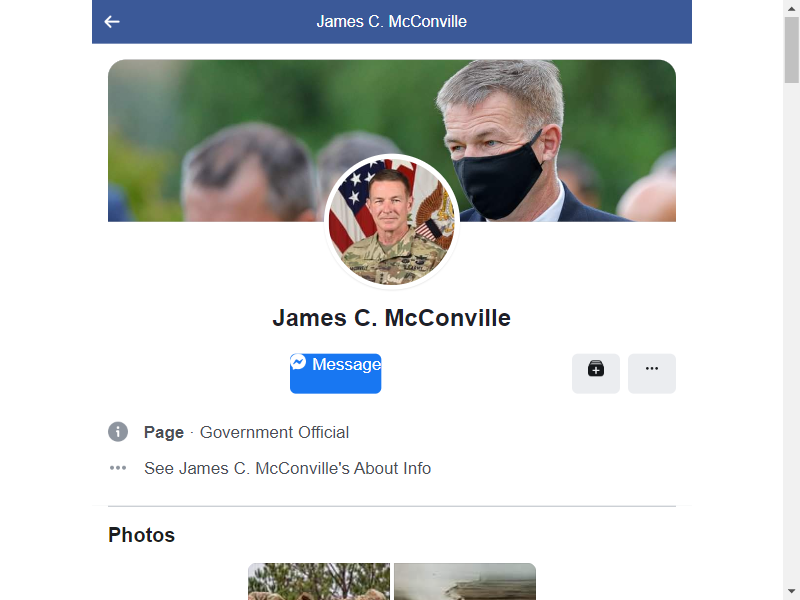 James C. McConville
James C. McConville
Message
Page · Government Official
See James C. McConville's About Info
Photos